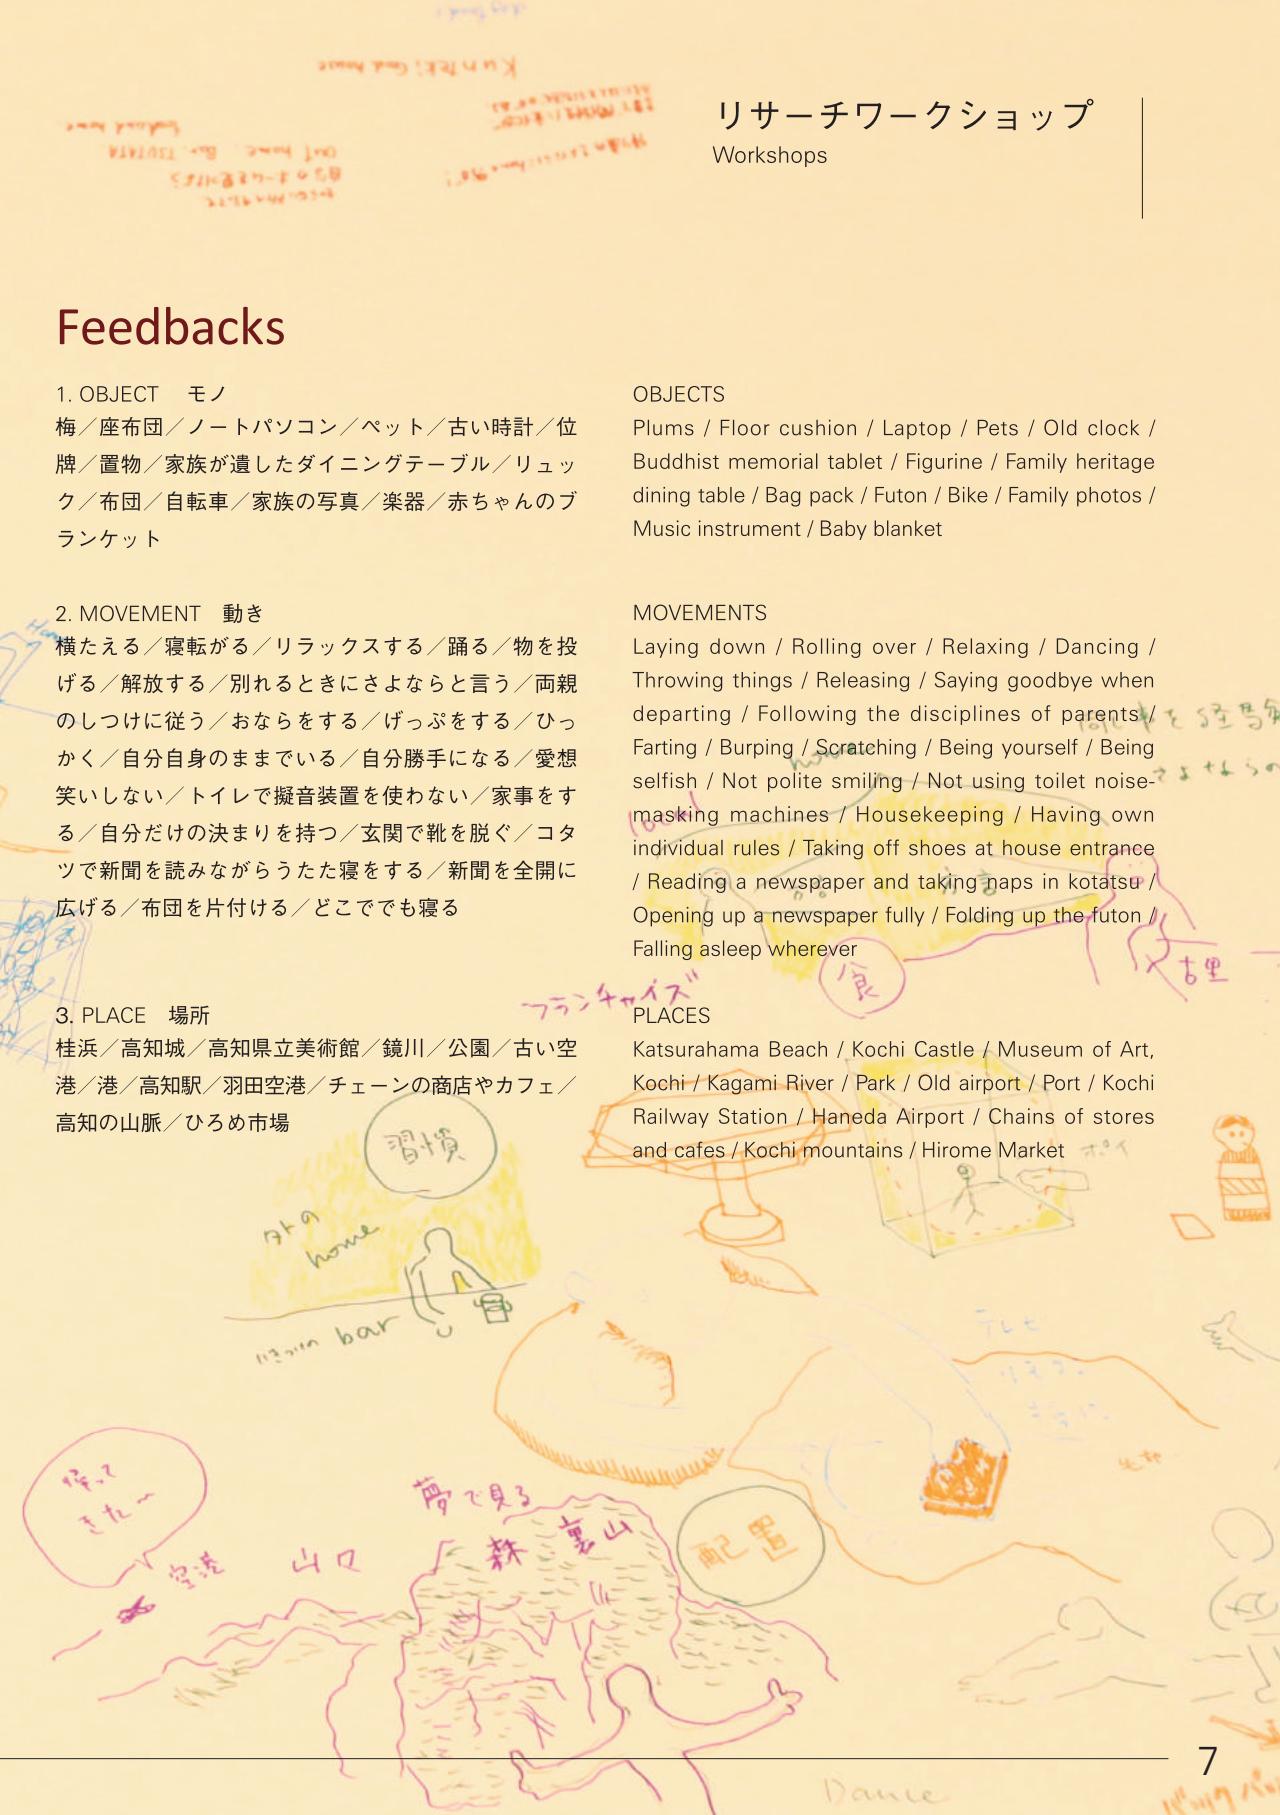 リサーチワークショップ
Workshops
Feedbacks
1. OBJECT　モノ
梅／座布団／ノートパソコン／ペット／古い時計／位
牌／置物／家族が遺したダイニングテーブル／リュッ
ク／布団／自転車／家族の写真／楽器／赤ちゃんのブ
ランケット
OBJECTS
Plums / Floor cushion / Laptop / Pets / Old clock /
Buddhist memorial tablet / Figurine / Family heritage
dining table / Bag pack / Futon / Bike / Family photos /
Music instrument / Baby blanket
2. MOVEMENT　動き
横たえる／寝転がる／リラックスする／踊る／物を投
げる／解放する／別れるときにさよならと言う／両親
のしつけに従う／おならをする／げっぷをする／ひっ
かく／自分自身のままでいる／自分勝手になる／愛想
笑いしない／トイレで擬音装置を使わない／家事をす
る／自分だけの決まりを持つ／玄関で靴を脱ぐ／コタ
ツで新聞を読みながらうたた寝をする／新聞を全開に
広げる／布団を片付ける／どこででも寝る
MOVEMENTS
Laying down / Rolling over / Relaxing / Dancing /
Throwing things / Releasing / Saying goodbye when
departing / Following the disciplines of parents /
Farting / Burping / Scratching / Being yourself / Being
selfish / Not polite smiling / Not using toilet noise-
masking machines / Housekeeping / Having own
individual rules / Taking off shoes at house entrance
/ Reading a newspaper and taking naps in kotatsu /
Opening up a newspaper fully / Folding up the futon /
Falling asleep wherever
3. PLACE　場所
桂浜／高知城／高知県立美術館／鏡川／公園／古い空
港／港／高知駅／羽田空港／チェーンの商店やカフェ／
高知の山脈／ひろめ市場
PLACES
Katsurahama Beach / Kochi Castle / Museum of Art,
Kochi / Kagami River / Park / Old airport / Port / Kochi
Railway Station / Haneda Airport / Chains of stores
and cafes / Kochi mountains / Hirome Market
home
local
方言
食
フランチャイズ
習慣
外の
home
bar
テレビ
帰って
きた〜
空港
山々
夢で見る
森
裏山
配置
Dance
7